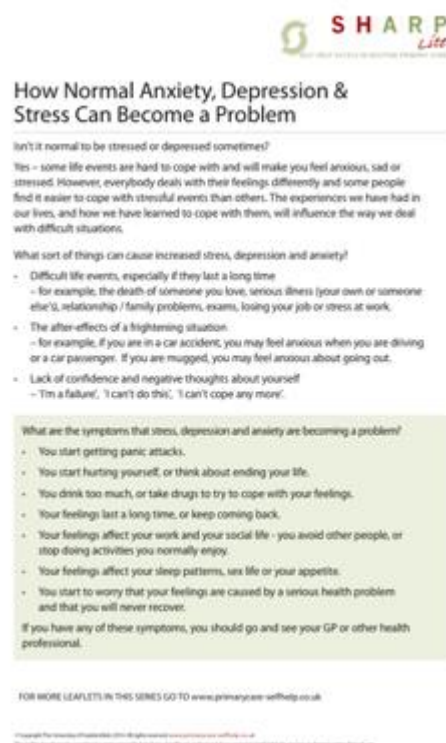 SHARP
Litt
How Normal Anxiety, Depression &
Stress Can Become a Problem
Isn't it normal to be stressed or depressed sometimes?
Yes – some life events are hard to cope with and will make you feel anxious, sad or
stressed. However, everybody deals with their feelings differently and some people
find it easier to cope with stressful events than others. The experiences we have had in
our lives, and how we have learned to cope with them, will influence the way we deal
with difficult situations.
What sort of things can cause increased stress, depression and anxiety?
- Difficult life events, especially if they last a long time
– for example, the death of someone you love, serious illness (your own or someone
else's), relationship / family problems, exams, losing your job or stress at work.
- The after-effects of a frightening situation
– for example, if you are in a car accident, you may feel anxious when you are driving
or a car passenger. If you are mugged, you may feel anxious about going out.
- Lack of confidence and negative thoughts about yourself
– 'I'm a failure', 'I can't do this', 'I can't cope any more'.
What are the symptoms that stress, depression and anxiety are becoming a problem?
- You start getting panic attacks.
- You start hurting yourself, or think about ending your life.
- You drink too much, or take drugs to try to cope with your feelings.
- Your feelings last a long time, or keep coming back.
- Your feelings affect your work and your social life - you avoid other people, or
stop doing activities you normally enjoy.
- Your feelings affect your sleep patterns, sex life or your appetite.
- You start to worry that your feelings are caused by a serious health problem
and that you will never recover.
If you have any of these symptoms, you should go and see your GP or other health
professional.
FOR MORE LEAFLETS IN THIS SERIES GO TO www.primarycare-selfhelp.co.uk